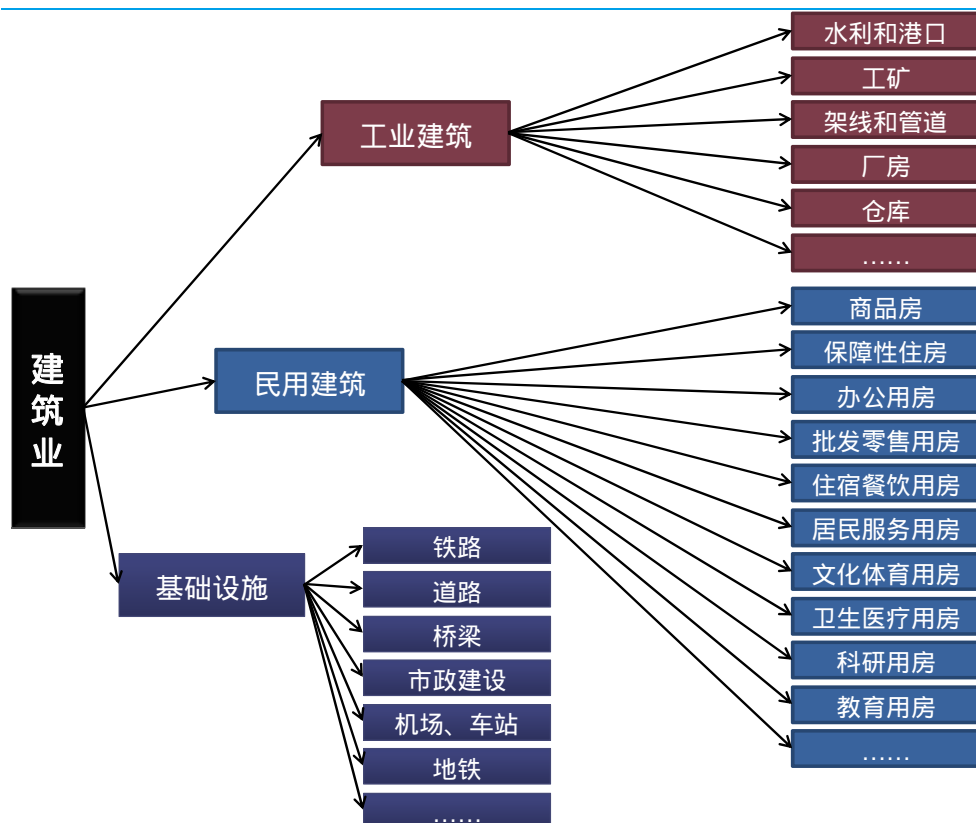 建筑业
工业建筑
水利和港口
工矿
架线和管道
厂房
仓库
……
民用建筑
商品房
保障性住房
办公用房
批发零售用房
住宿餐饮用房
居民服务用房
文化体育用房
卫生医疗用房
科研用房
教育用房
……
基础设施
铁路
道路
桥梁
市政建设
机场、车站
地铁
……